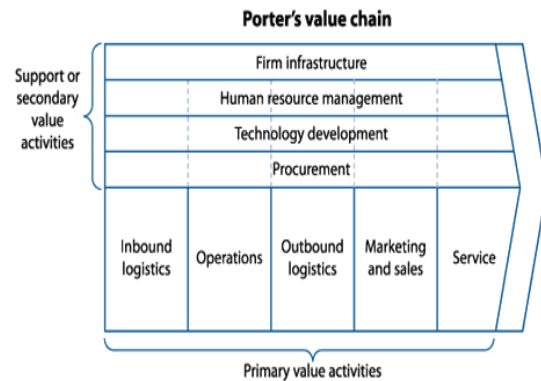 Porter's value chain
Support or
secondary
value
activities
Firm infrastructure
Human resource management
Technology development
Procurement
Inbound
logistics
Operations
Outbound
logistics
Marketing
and sales
Service
Primary value activities